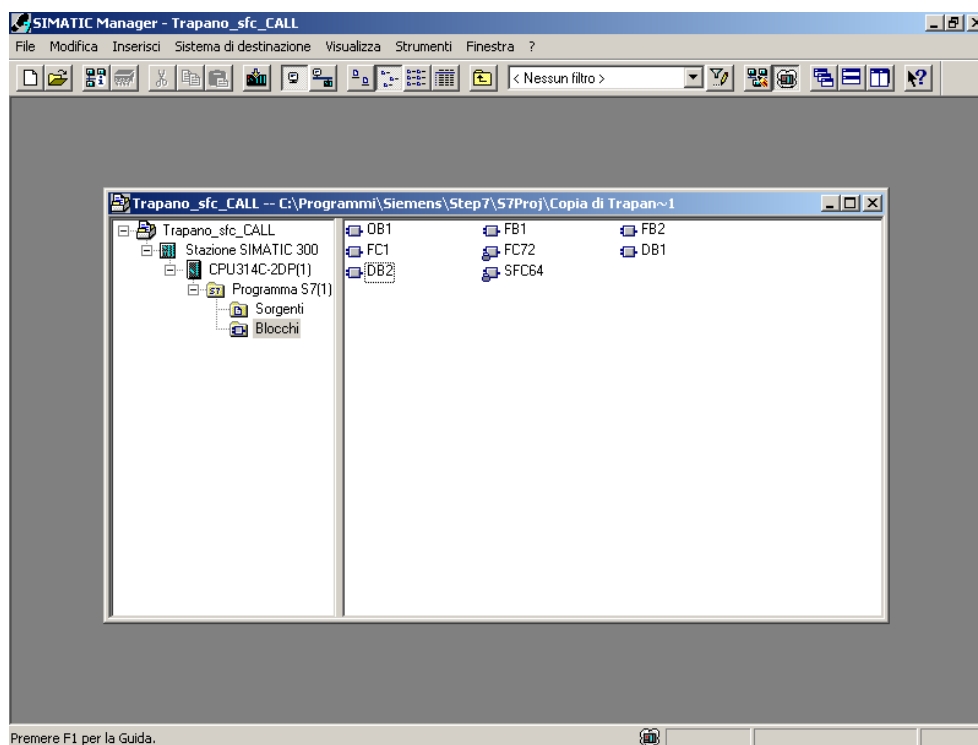 SIMATIC Manager - Trapano_sfc_CALL
File Modifica Inserisci Sistema di destinazione Visualizza Strumenti Finestra ?
< Nessun filtro >
Trapano_sfc_CALL -- C:\Programmi\Siemens\Step7\S7Proj\Copia di Trapan~1
Trapano_sfc_CALL
Stazione SIMATIC 300
CPU314C-2DP(1)
Programma S7(1)
Sorgenti
Blocchi
OB1 FB1 FB2
FC1 FC72 DB1
DB2 SFC64
Premere F1 per la Guida.